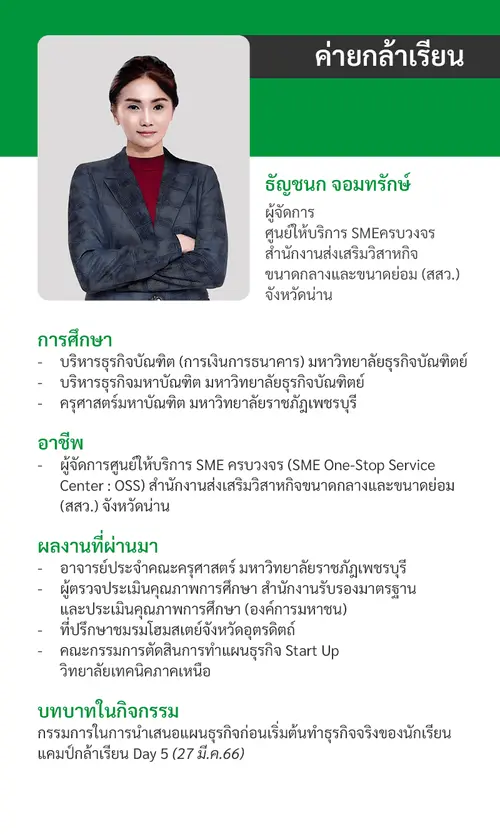 ค่ายกล้าเรียน
ธัญชนก จอมทรักษ์
ผู้จัดการ
ศูนย์ให้บริการ SMEครบวงจร
สำนักงานส่งเสริมวิสาหกิจ
ขนาดกลางและขนาดย่อม (สสว.)
จังหวัดน่าน
การศึกษา
- บริหารธุรกิจบัณฑิต (การเงินการธนาคาร) มหาวิทยาลัยธุรกิจบัณฑิตย์
- บริหารธุรกิจมหาบัณฑิต มหาวิทยาลัยธุรกิจบัณฑิตย์
- ครุศาสตร์มหาบัณฑิต มหาวิทยาลัยราชภัฏเพชรบุรี
อาชีพ
- ผู้จัดการศูนย์ให้บริการ SME ครบวงจร (SME One-Stop Service
Center : OSS) สำนักงานส่งเสริมวิสาหกิจขนาดกลางและขนาดย่อม
(สสว.) จังหวัดน่าน
ผลงานที่ผ่านมา
- อาจารย์ประจำคณะครุศาสตร์ มหาวิทยาลัยราชภัฏเพชรบุรี
- ผู้ตรวจประเมินคุณภาพการศึกษา สำนักงานรับรองมาตรฐาน
และประเมินคุณภาพการศึกษา (องค์การมหาชน)
- ที่ปรึกษาชมรมโฮมสเตย์จังหวัดอุตรดิตถ์
- คณะกรรมการตัดสินการทำแผนธุรกิจ Start Up
วิทยาลัยเทคนิคภาคเหนือ
บทบาทในกิจกรรม
กรรมการในการนำเสนอแผนธุรกิจก่อนเริ่มต้นทำธุรกิจจริงของนักเรียน
แคมป์กล้าเรียน Day 5 (27 มี.ค.66)